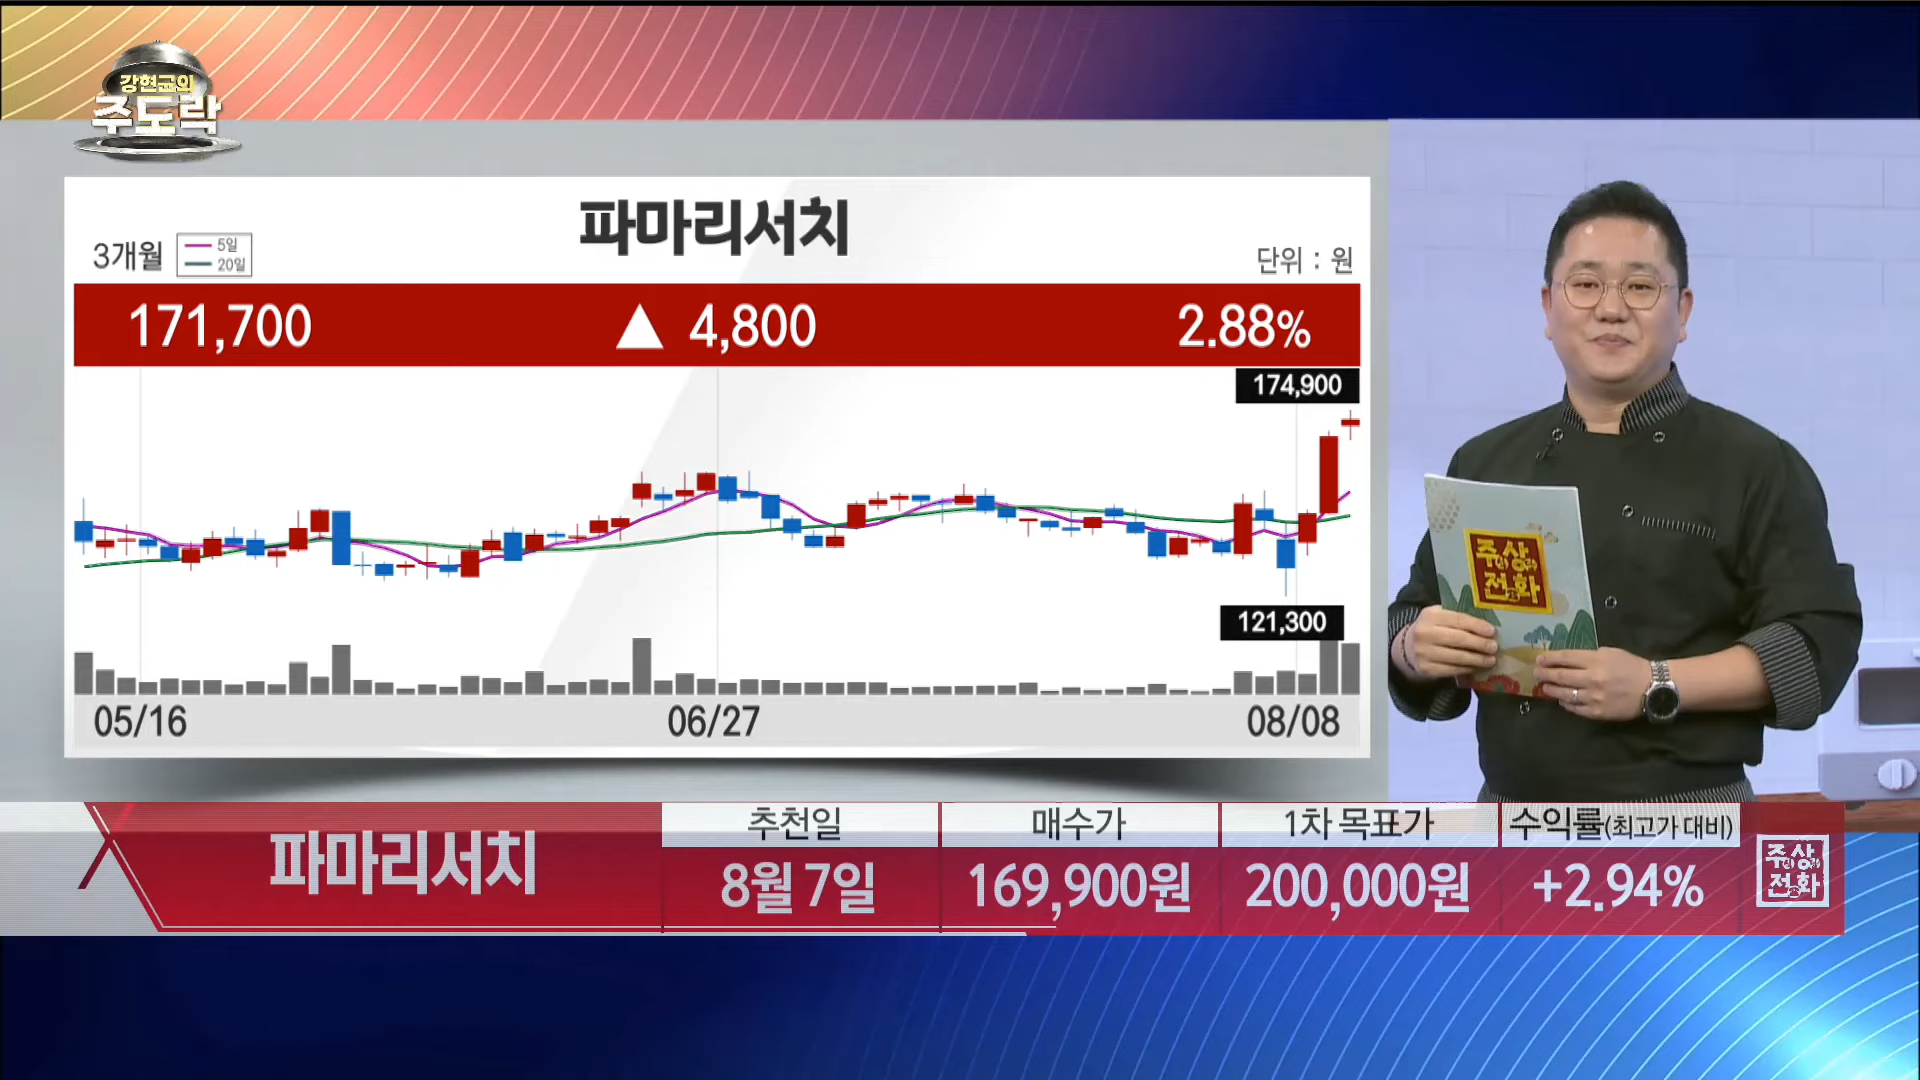 강현균의
주도락
파마리서치
3개월
5일
20일
단위 : 원
171,700 ▲ 4,800 2.88%
174,900
121,300
05/16 06/27 08/08
주상
전화
파마리서치
추천일 매수가 1차 목표가 수익률(최고가 대비)
8월 7일 169,900원 200,000원 +2.94%
주상
전화